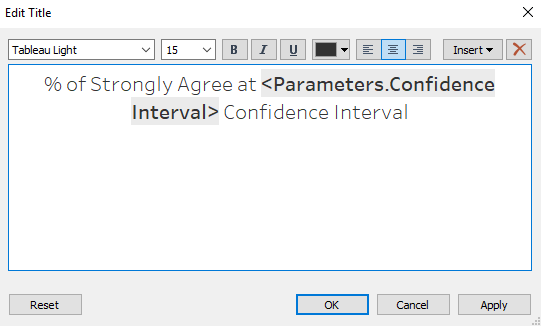 Edit Title
Tableau Light 15 B I U Insert
% of Strongly Agree at <Parameters.Confidence
Interval> Confidence Interval
Reset OK Cancel Apply